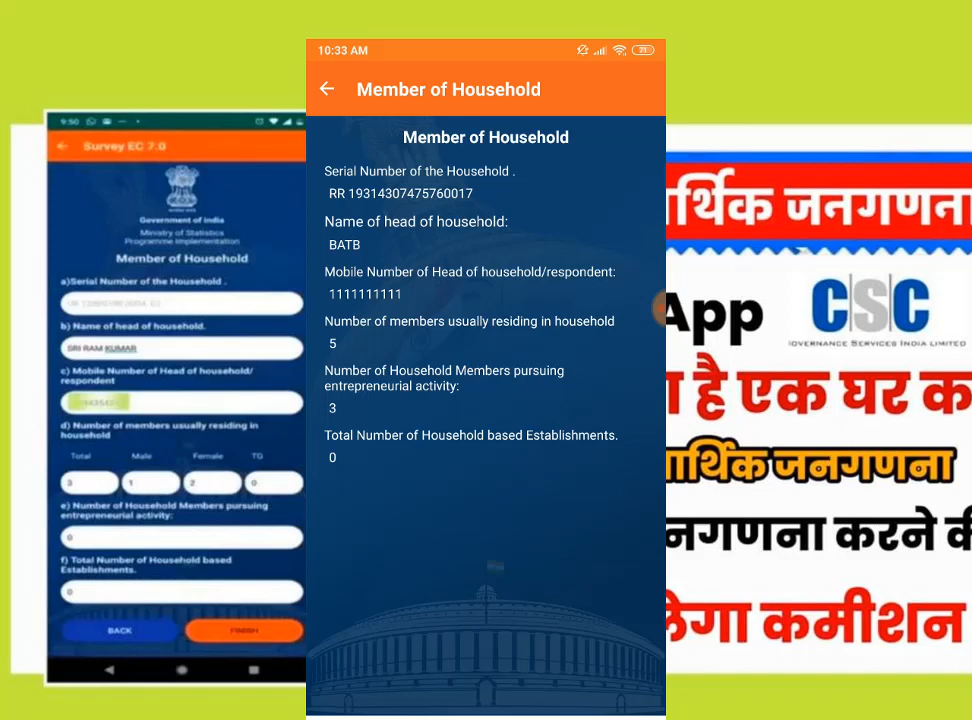 9:50
Survey EC 7.0
Government of India
Ministry of Statistics
Programme Implementation
Member of Household
a)Serial Number of the Household .
b) Name of head of household.
SRI RAM KUMAR
c) Mobile Number of Head of household/
respondent
d) Number of members usually residing in
household
Total Male Female TG
3 1 2 0
e) Number of Household Members pursuing
entrepreneurial activity:
0
f) Total Number of Household based
Establishments.
0
BACK FINISH
10:33 AM
Member of Household
Member of Household
Serial Number of the Household .
RR 19314307475760017
Name of head of household:
BATB
Mobile Number of Head of household/respondent:
1111111111
Number of members usually residing in household
5
Number of Household Members pursuing
entrepreneurial activity:
3
Total Number of Household based Establishments.
0
र्थिक जनगणना
App CSC
GOVERNANCE SERVICES INDIA LIMITED
है एक घर क
आर्थिक जनगणना
नगणना करने की
लेगा कमीशन